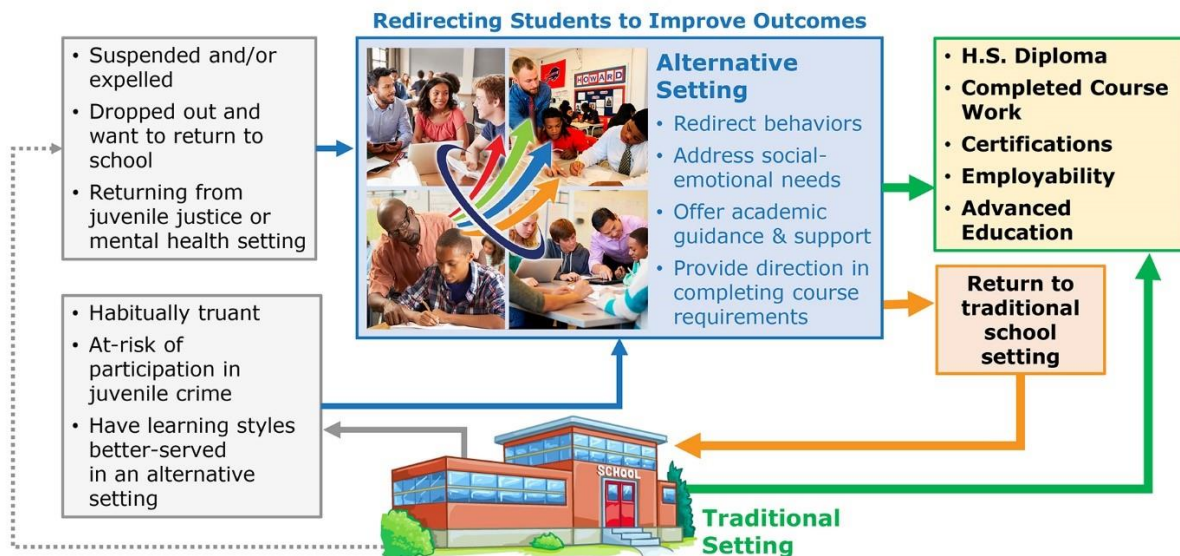 Redirecting Students to Improve Outcomes
• Suspended and/or
expelled
• Dropped out and
want to return to
school
• Returning from
juvenile justice or
mental health setting
• Habitually truant
• At-risk of
participation in
juvenile crime
• Have learning styles
better-served
in an alternative
setting
HOWARD
Alternative
Setting
• Redirect behaviors
• Address social-
emotional needs
• Offer academic
guidance & support
• Provide direction in
completing course
requirements
• H.S. Diploma
• Completed Course
Work
• Certifications
• Employability
• Advanced
Education
Return to
traditional
school
setting
SCHOOL
Traditional
Setting